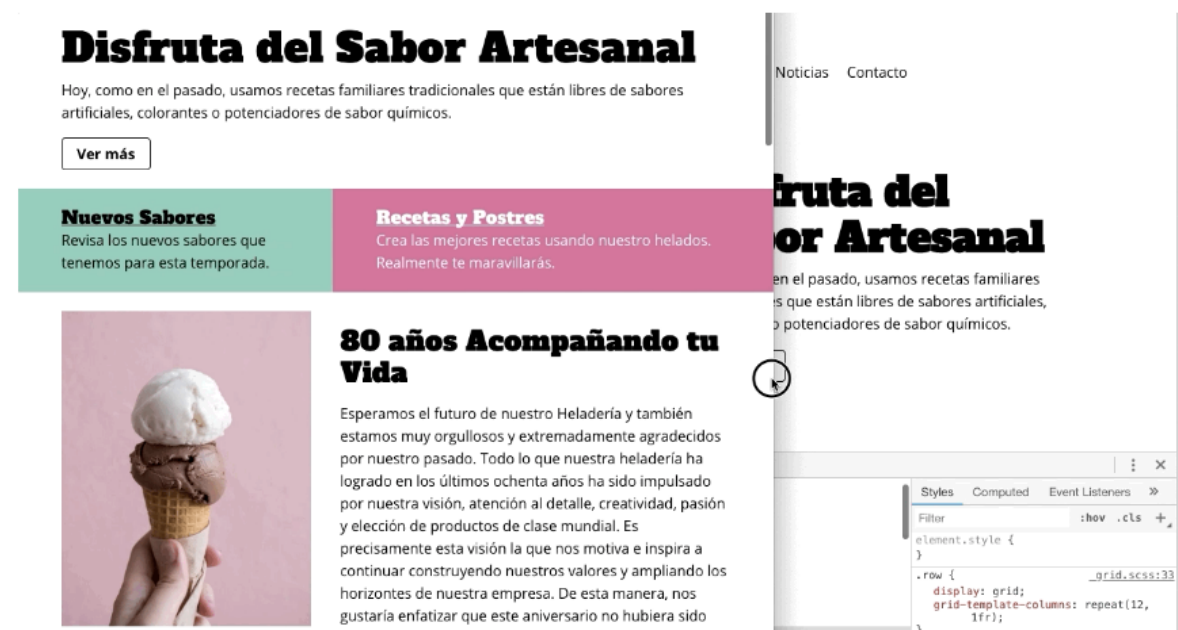 Disfruta del Sabor Artesanal
Hoy, como en el pasado, usamos recetas familiares tradicionales que están libres de sabores
artificiales, colorantes o potenciadores de sabor químicos.
Ver más
Nuevos Sabores
Revisa los nuevos sabores que
tenemos para esta temporada.
Recetas y Postres
Crea las mejores recetas usando nuestro helados.
Realmente te maravillarás.
80 años Acompañando tu
Vida
Esperamos el futuro de nuestro Heladería y también
estamos muy orgullosos y extremadamente agradecidos
por nuestro pasado. Todo lo que nuestra heladería ha
logrado en los últimos ochenta años ha sido impulsado
por nuestra visión, atención al detalle, creatividad, pasión
y elección de productos de clase mundial. Es
precisamente esta visión la que nos motiva e inspira a
continuar construyendo nuestros valores y ampliando los
horizontes de nuestra empresa. De esta manera, nos
gustaría enfatizar que este aniversario no hubiera sido
Noticias Contacto
fruta del
or Artesanal
en el pasado, usamos recetas familiares
s que están libres de sabores artificiales,
o potenciadores de sabor químicos.
Styles Computed Event Listeners »
Filter :hov .cls +
element.style {
}
.row { _grid.scss:33
display: grid;
grid-template-columns: repeat(12,
1fr);
}